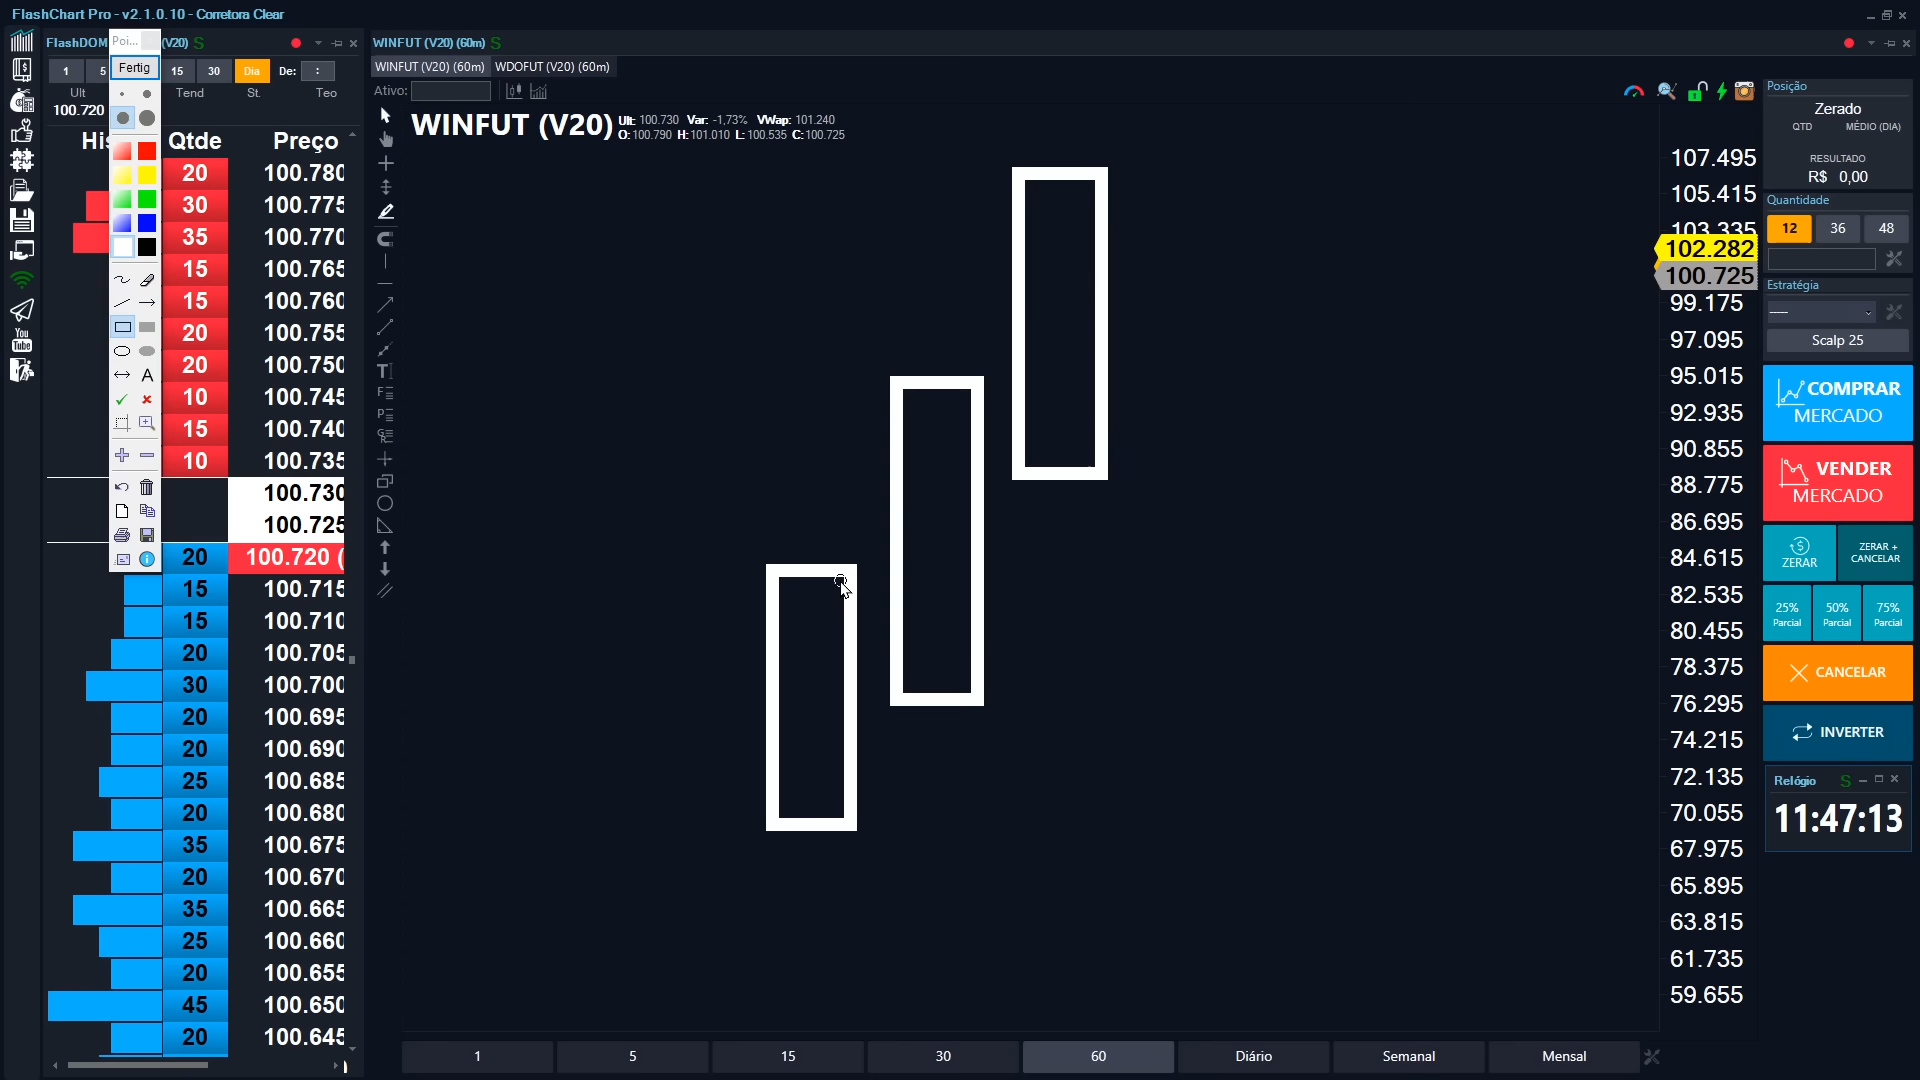 FlashChart Pro - v2.1.0.10 - Corretora Clear
FlashDOM
(V20) S
Poi...
Fertig
1
5
15
30
Dia
De:
:
Ult
Tend
St.
Teo
100.720
Qtde
Preço
20 100.780
30 100.775
35 100.770
15 100.765
15 100.760
20 100.755
20 100.750
10 100.745
15 100.740
10 100.735
100.730
100.725
20 100.720 (
15 100.715
15 100.710
20 100.705
30 100.700
20 100.695
20 100.690
25 100.685
20 100.680
35 100.675
20 100.670
35 100.665
25 100.660
20 100.655
45 100.650
20 100.645
A
You
Tube
WINFUT (V20) (60m) S
WINFUT (V20) (60m)
WDOFUT (V20) (60m)
Ativo:
WINFUT (V20)
Ult: 100.730 Var: -1,73% VWap: 101.240
O:100.790 H:101.010 L:100.535 C:100.725
107.495
105.415
103.335
102.282
100.725
99.175
97.095
95.015
92.935
90.855
88.775
86.695
84.615
82.535
80.455
78.375
76.295
74.215
72.135
70.055
67.975
65.895
63.815
61.735
59.655
1
5
15
30
60
Diário
Semanal
Mensal
Posição
Zerado
QTD
MÉDIO (DIA)
RESULTADO
R$ 0,00
Quantidade
12
36
48
Estratégia
Scalp 25
COMPRAR
MERCADO
VENDER
MERCADO
ZERAR
ZERAR +
CANCELAR
25%
Parcial
50%
Parcial
75%
Parcial
CANCELAR
INVERTER
Relógio S
11:47:13